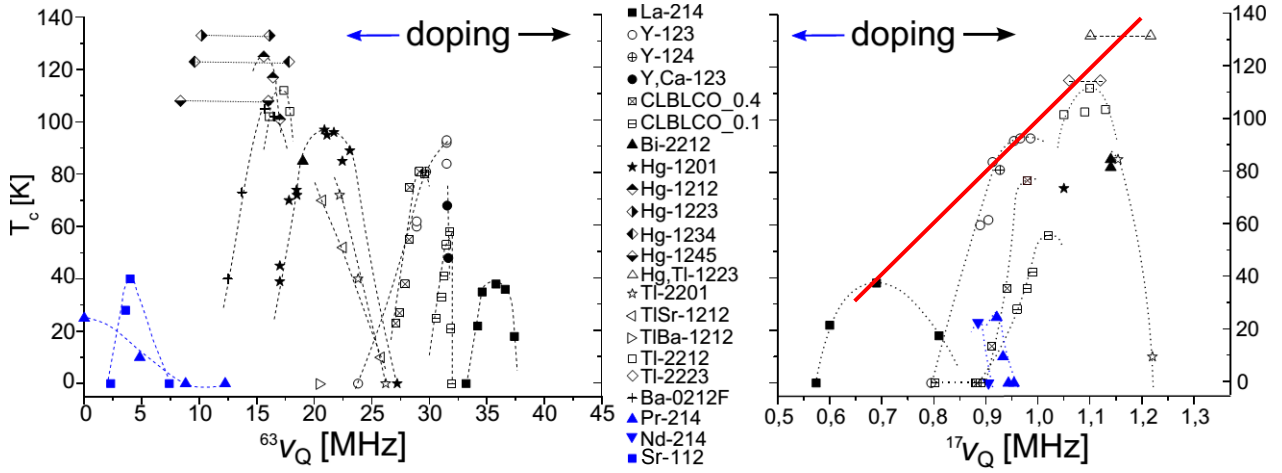 140
120
100
80
60
40
20
0
T_c [K]
doping
0 5 10 15 20 25 30 35 40 45
⁶³ν_Q [MHz]
La-214
Y-123
Y-124
Y,Ca-123
CLBLCO_0.4
CLBLCO_0.1
Bi-2212
Hg-1201
Hg-1212
Hg-1223
Hg-1234
Hg-1245
Hg,Tl-1223
Tl-2201
TlSr-1212
TlBa-1212
Tl-2212
Tl-2223
Ba-0212F
Pr-214
Nd-214
Sr-112
doping
140
120
100
80
60
40
20
0
0,5 0,6 0,7 0,8 0,9 1,0 1,1 1,2 1,3
¹⁷ν_Q [MHz]